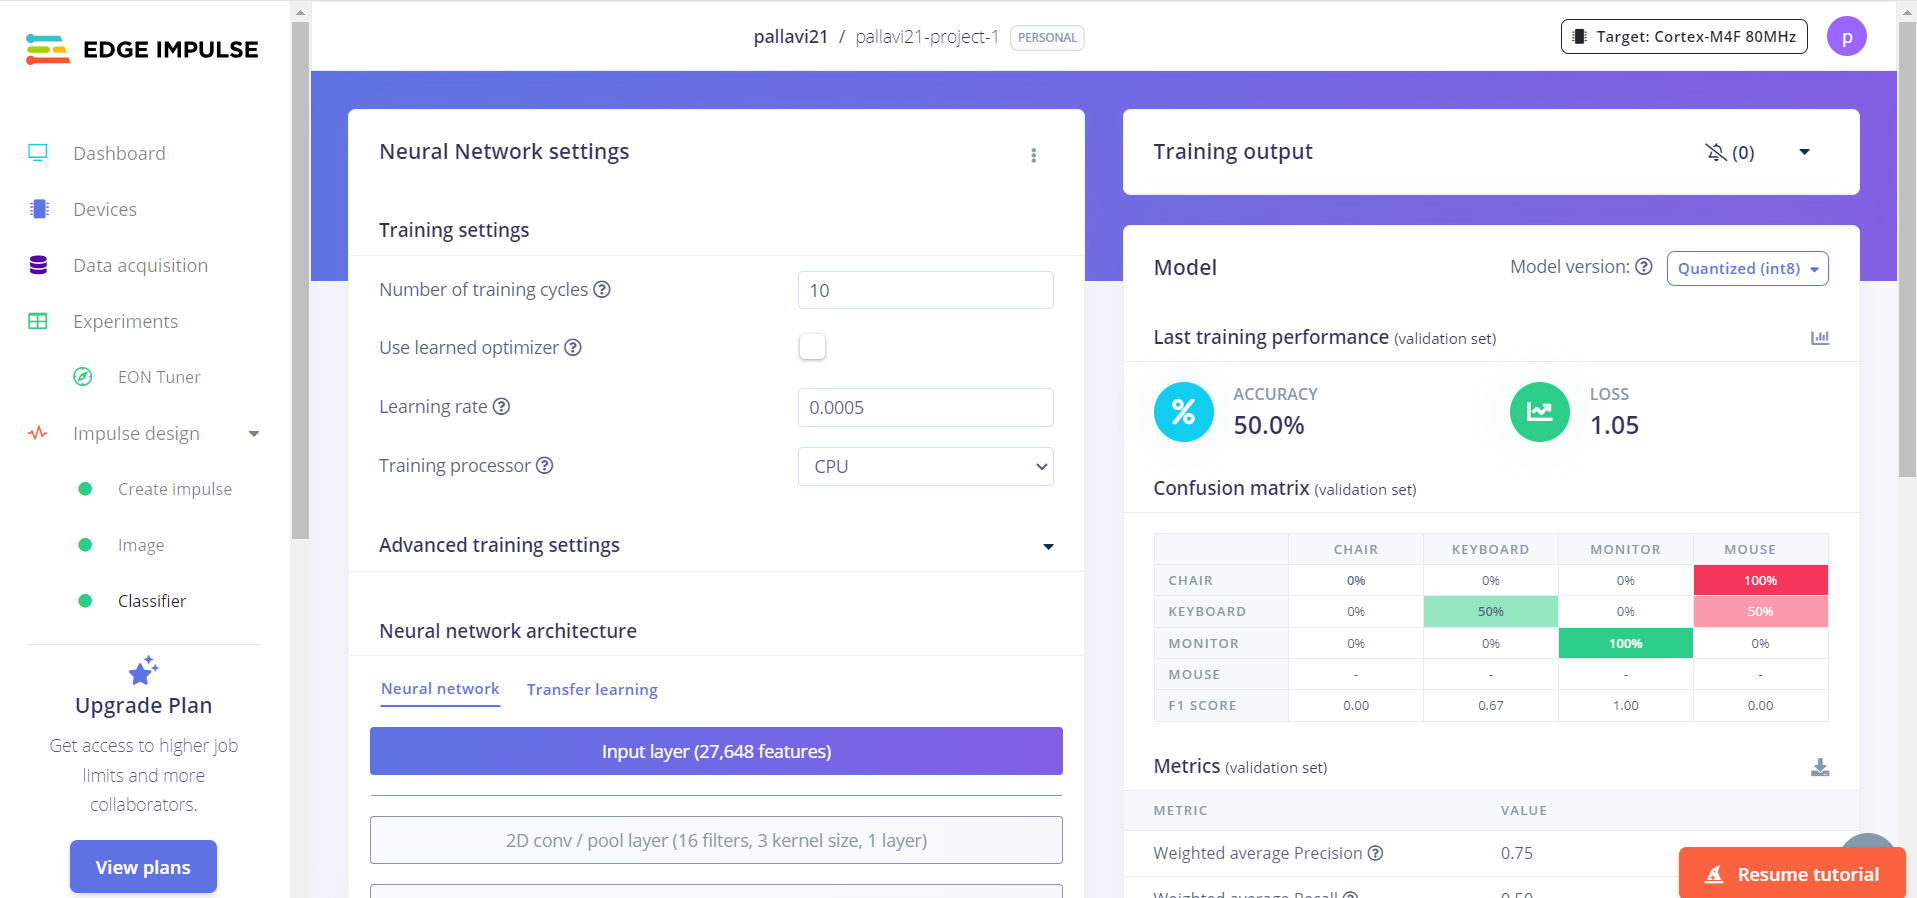 EDGE IMPULSE
Dashboard
Devices
Data acquisition
Experiments
EON Tuner
Impulse design
Create impulse
Image
Classifier
Upgrade Plan
Get access to higher job
limits and more
collaborators.
View plans
pallavi21 / pallavi21-project-1 PERSONAL
Target: Cortex-M4F 80MHz
p
Neural Network settings
Training settings
Number of training cycles ? 10
Use learned optimizer ?
Learning rate ? 0.0005
Training processor ? CPU
Advanced training settings
Neural network architecture
Neural network Transfer learning
Input layer (27,648 features)
2D conv / pool layer (16 filters, 3 kernel size, 1 layer)
Training output (0)
Model Model version: ? Quantized (int8)
Last training performance (validation set)
% ACCURACY
50.0%
LOSS
1.05
Confusion matrix (validation set)
CHAIR KEYBOARD MONITOR MOUSE
CHAIR 0% 0% 0% 100%
KEYBOARD 0% 50% 0% 50%
MONITOR 0% 0% 100% 0%
MOUSE - - - -
F1 SCORE 0.00 0.67 1.00 0.00
Metrics (validation set)
METRIC VALUE
Weighted average Precision ? 0.75
Weighted average Recall ? 0.50
Resume tutorial